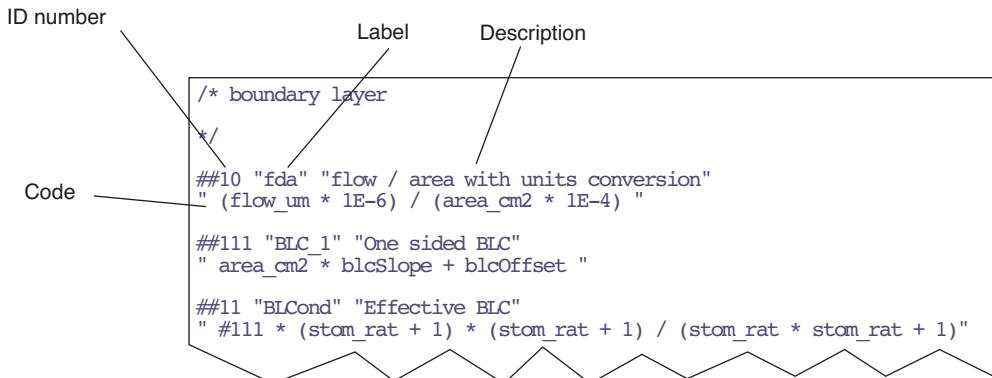 ID number
Label
Description
Code
/* boundary layer
*/
##10 "fda" "flow / area with units conversion"
" (flow_um * 1E-6) / (area_cm2 * 1E-4) "
##111 "BLC_1" "One sided BLC"
" area_cm2 * blcSlope + blcOffset "
##11 "BLCond" "Effective BLC"
" #111 * (stom_rat + 1) * (stom_rat + 1) / (stom_rat * stom_rat + 1)"